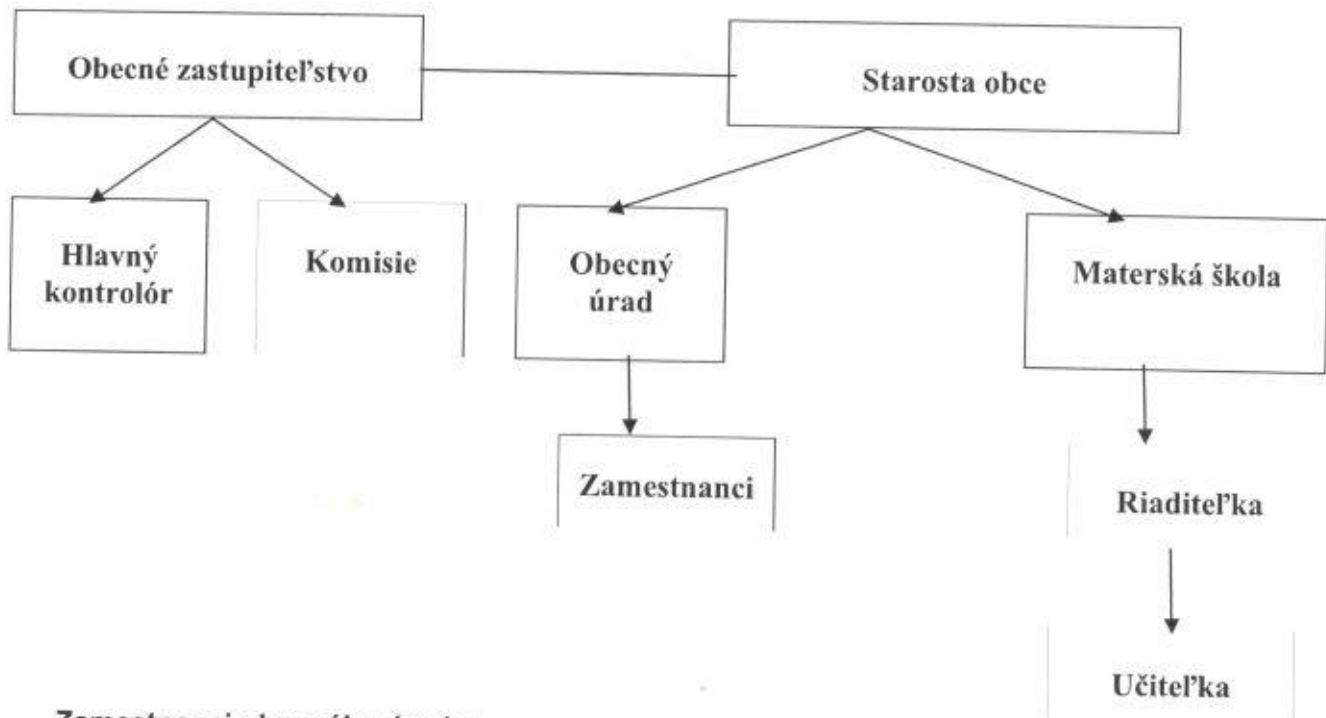 Obecné zastupiteľstvo
Starosta obce
Hlavný
kontrolór
Komisie
Obecný
úrad
Materská škola
Zamestnanci
Riaditeľka
Učiteľka